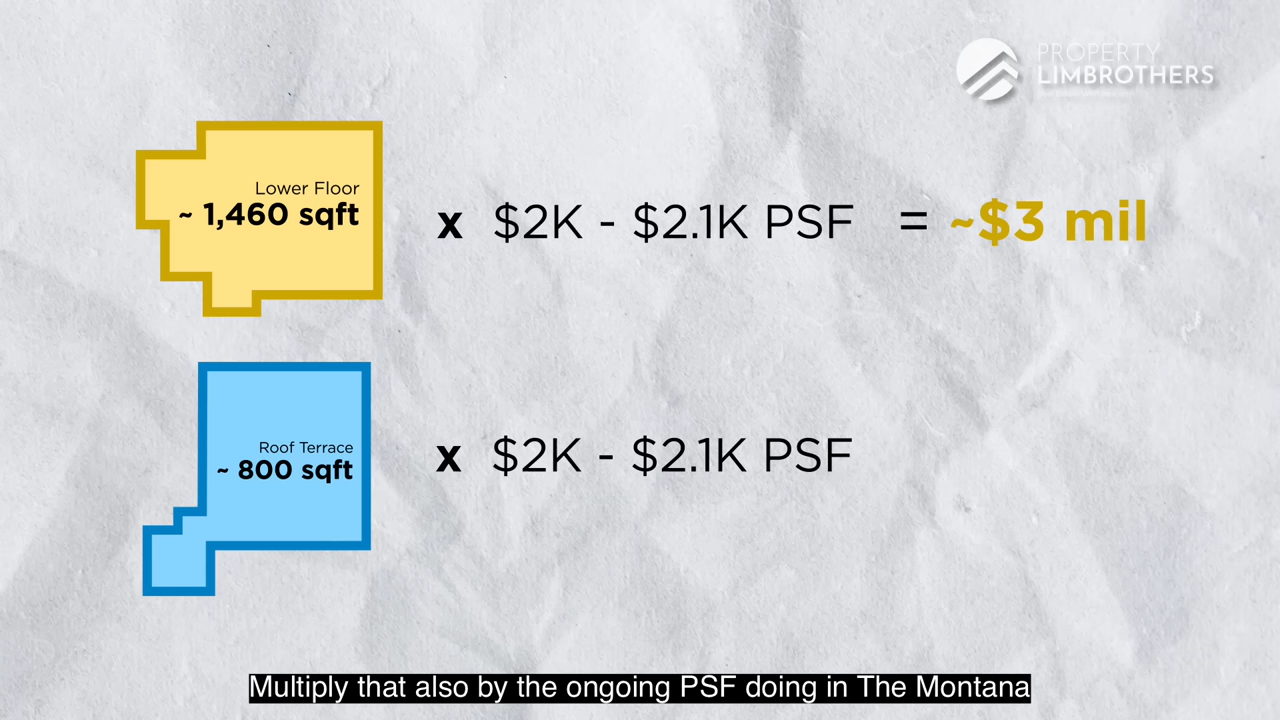 PROPERTY
LIMBROTHERS
Lower Floor
~ 1,460 sqft
x $2K - $2.1K PSF = ~$3 mil
Roof Terrace
~ 800 sqft
x $2K - $2.1K PSF
Multiply that also by the ongoing PSF doing in The Montana